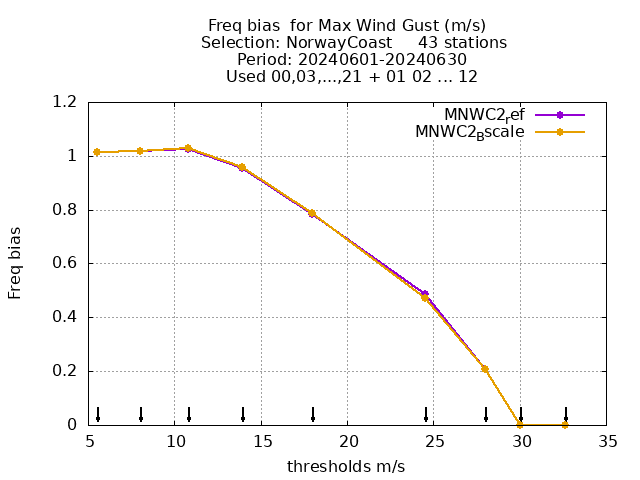 Freq bias  for Max Wind Gust (m/s)
Selection: NorwayCoast     43 stations
Period: 20240601-20240630
Used 00,03,...,21 + 01 02 ... 12
MNWC2_ref
MNWC2_Bscale
Freq bias
1.2
1
0.8
0.6
0.4
0.2
0
5 10 15 20 25 30 35
thresholds m/s